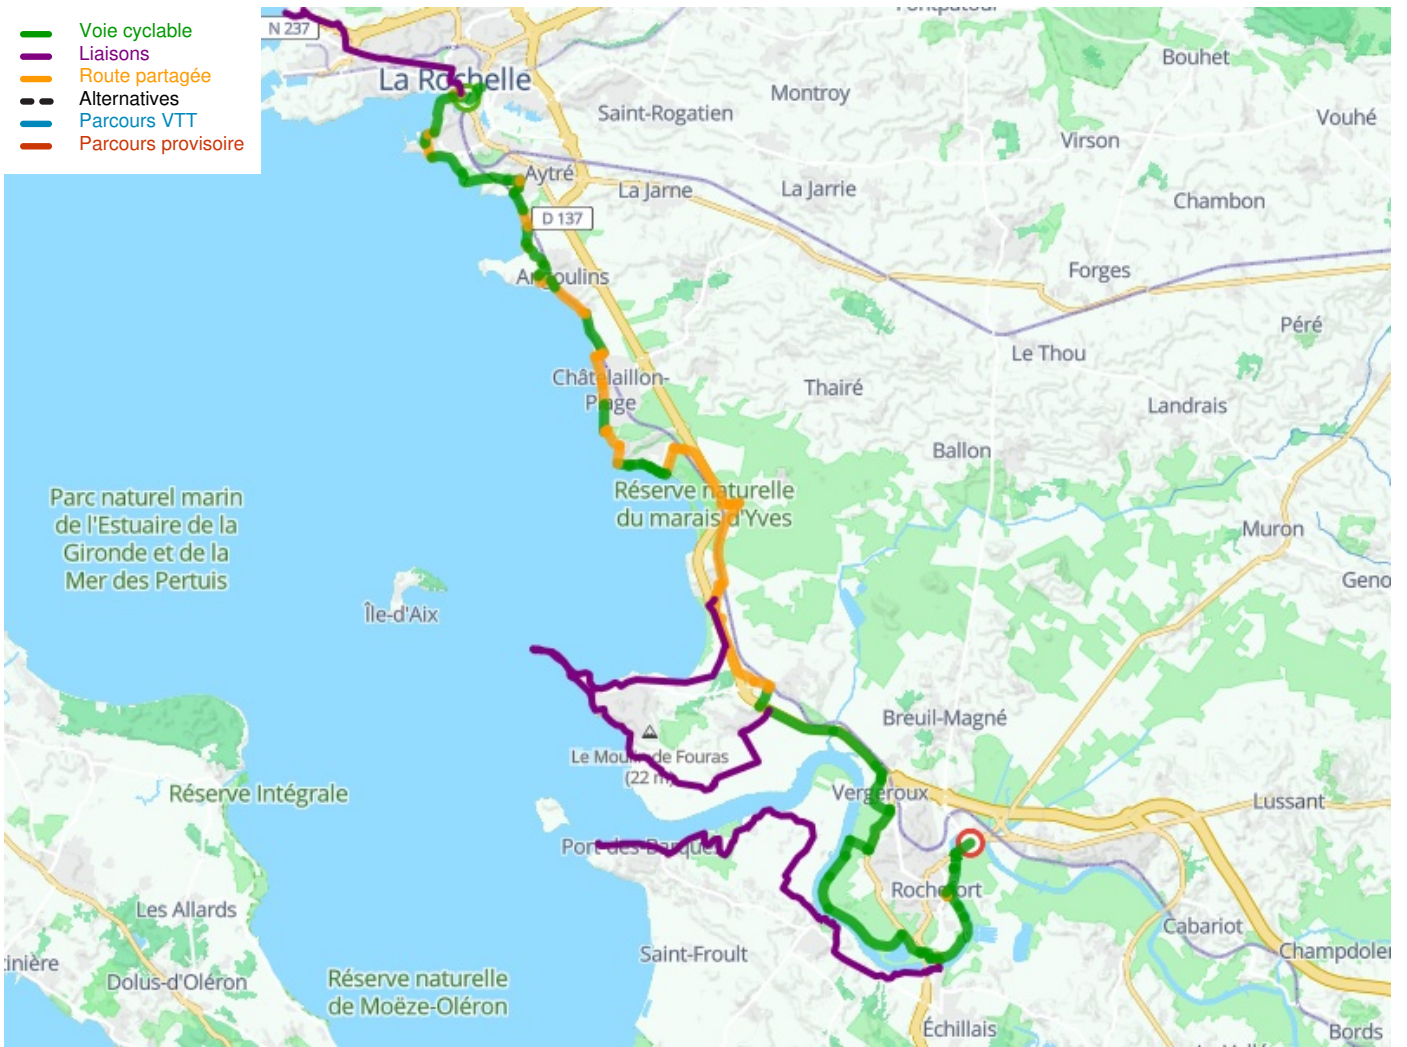 Voie cyclable
Liaisons
Route partagée
Alternatives
Parcours VTT
Parcours provisoire
N 237
La Rochelle
Bouhet
Montroy
Saint-Rogatien
Vouhé
Virson
Aytré
La Jarne
La Jarrie
Chambon
D 137
Angoulins
Forges
Péré
Le Thou
Châtelaillon-
Plage
Thairé
Landrais
Ballon
Réserve naturelle
du marais d'Yves
Parc naturel marin
de l'Estuaire de la
Gironde et de la
Mer des Pertuis
Muron
Geno
Île-d'Aix
Breuil-Magné
Le Moulin de Fouras
(22 m)
Réserve Intégrale
Vergeroux
Lussant
Port-des-Barques
Rochefort
Les Allards
Cabariot
Saint-Froult
Champdoler
tinière
Dolus-d'Oléron
Réserve naturelle
de Moëze-Oléron
Échillais
Bords